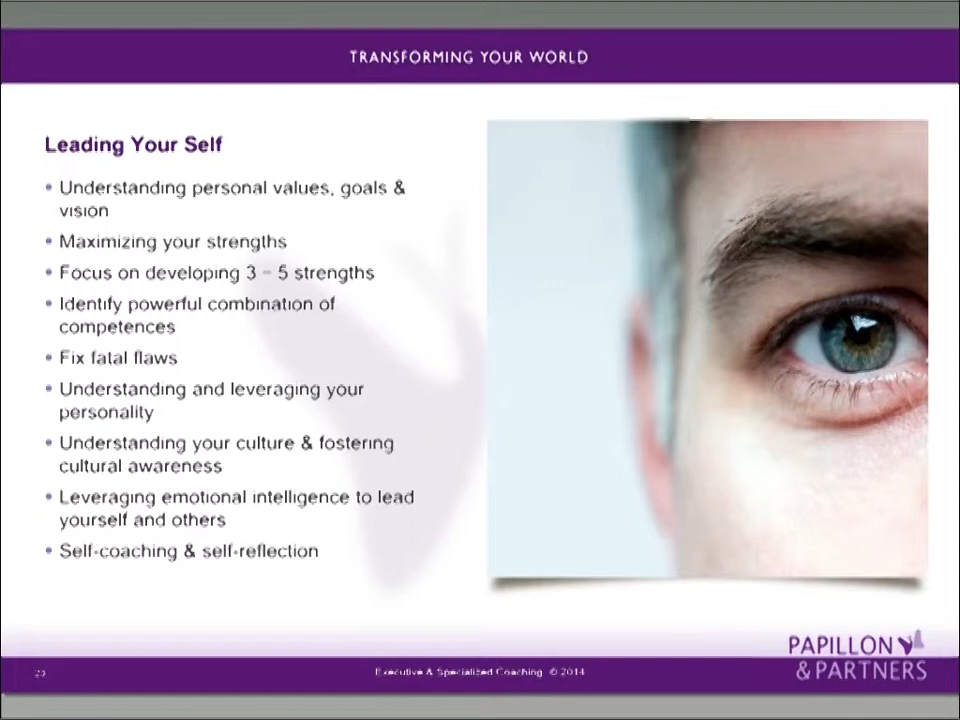 TRANSFORMING YOUR WORLD
Leading Your Self
• Understanding personal values, goals &
vision
• Maximizing your strengths
• Focus on developing 3 – 5 strengths
• Identify powerful combination of
competences
• Fix fatal flaws
• Understanding and leveraging your
personality
• Understanding your culture & fostering
cultural awareness
• Leveraging emotional intelligence to lead
yourself and others
• Self-coaching & self-reflection
PAPILLON
& PARTNERS
Executive & Specialized Coaching © 2014